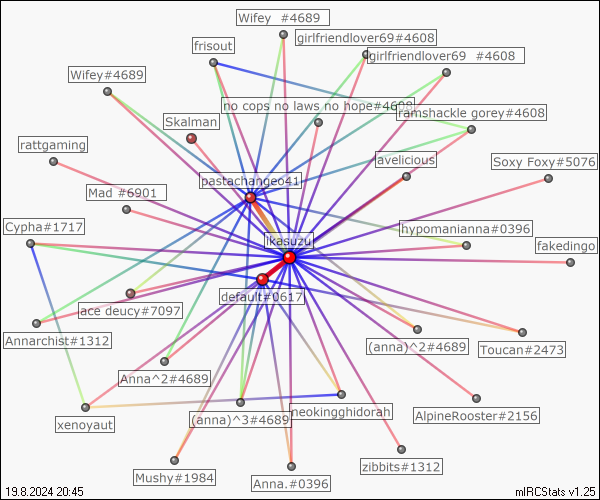 Wifey #4689
girlfriendlover69#4608
frisout
girlfriendlover69 #4608
Wifey#4689
no cops no laws no hope#4608
ramshackle gorey#4608
Skalman
rattgaming
avelicious
Soxy Foxy#5076
pastachangeo41
Mad #6901
Cypha#1717
hypomanianna#0396
ikasuzu
fakedingo
default#0617
ace deucy#7097
Annarchist#1312
(anna)^2#4689
Toucan#2473
Anna^2#4689
(anna)^3#4689
neokingghidorah
AlpineRooster#2156
xenoyaut
zibbits#1312
Mushy#1984
Anna.#0396
19.8.2024 20:45
mIRCStats v1.25